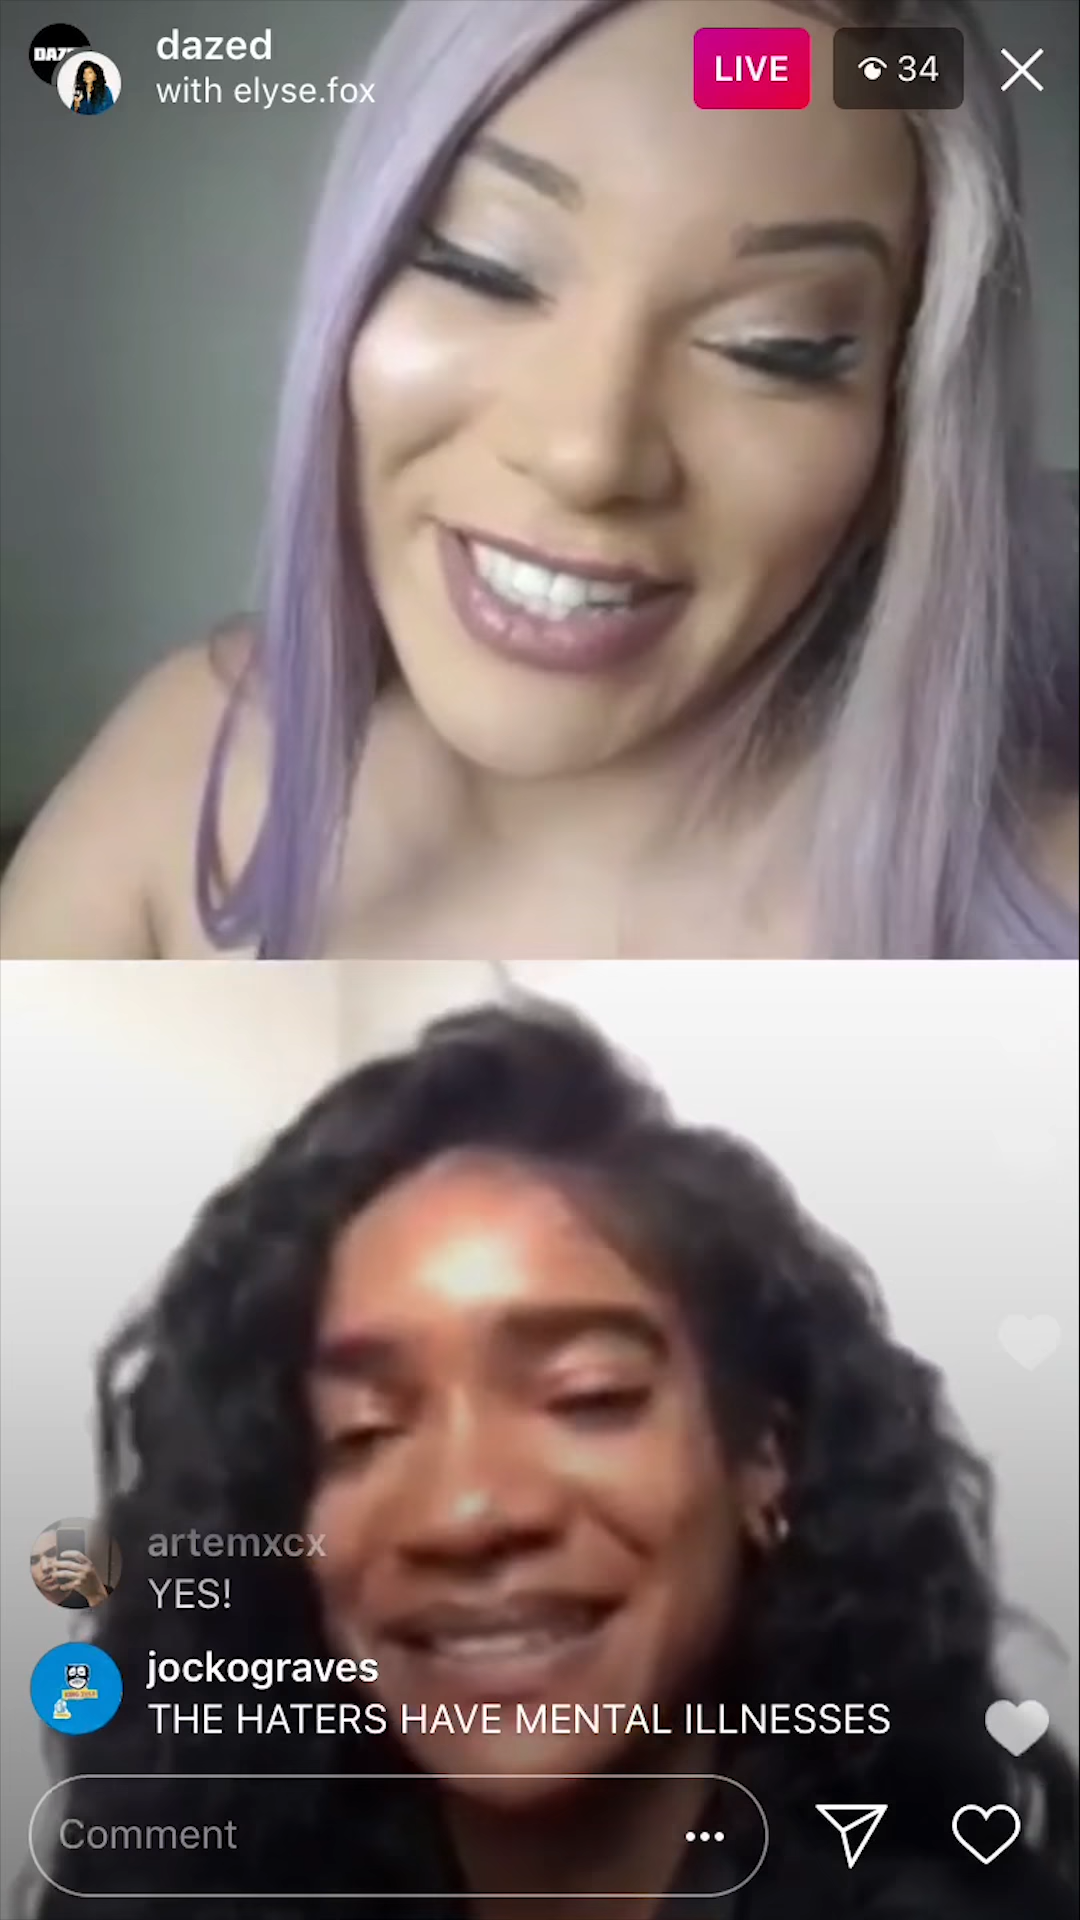 dazed
with elyse.fox
LIVE
34
artemxcx
YES!
jockograves
THE HATERS HAVE MENTAL ILLNESSES
Comment